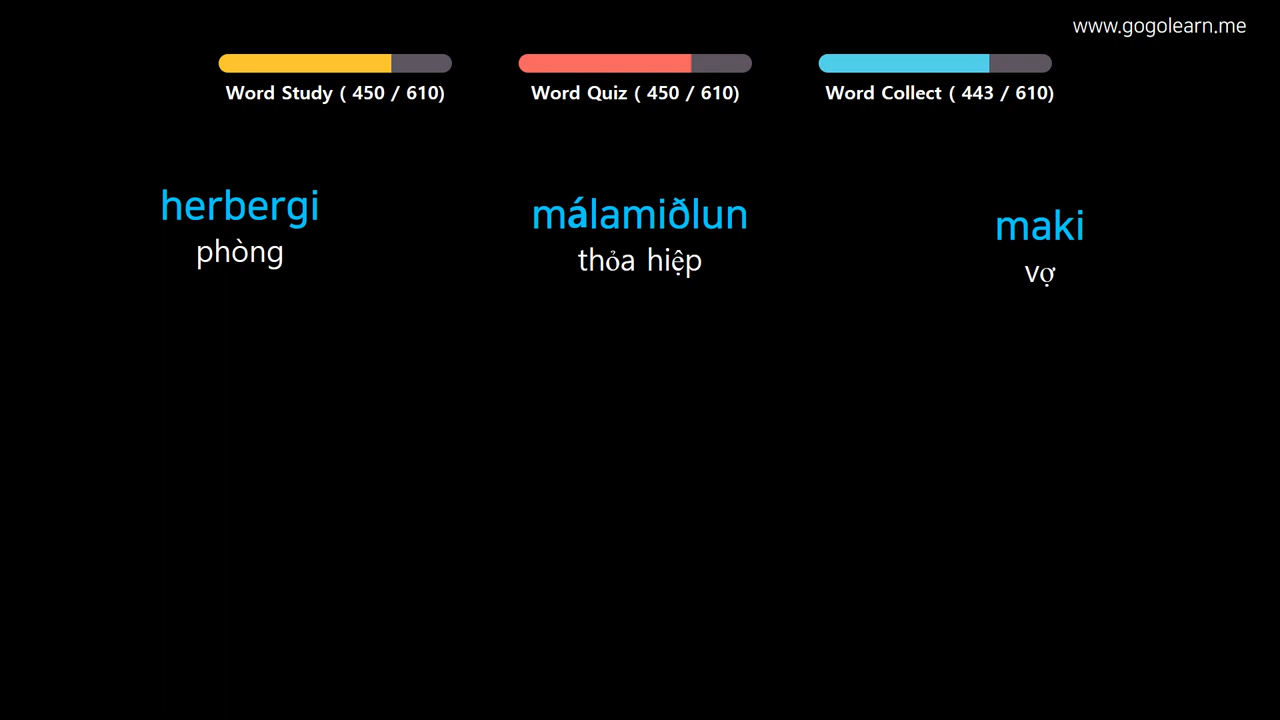 www.gogolearn.me
Word Study ( 450 / 610)
Word Quiz ( 450 / 610)
Word Collect ( 443 / 610)
herbergi
phòng
málamiðlun
thỏa hiệp
maki
vợ